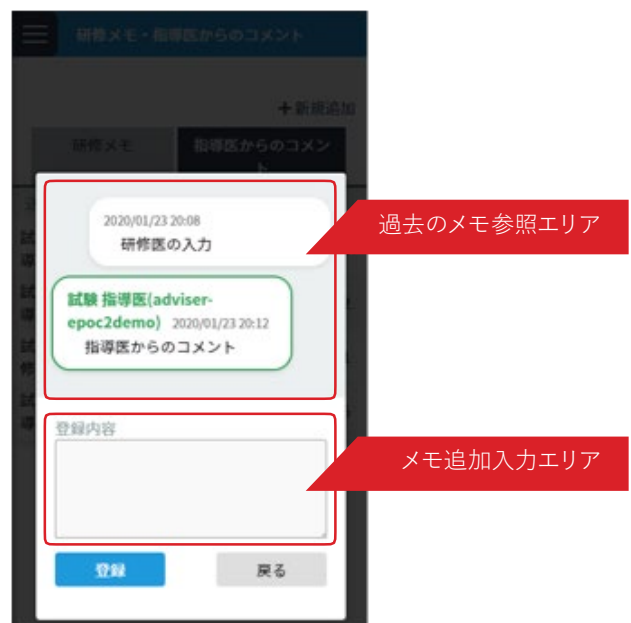 研修メモ・指導医からのコメント
+新規追加
研修メモ
指導医からのコメン
ト
2020/01/23 20:08
研修医の入力
過去のメモ参照エリア
試験 指導医(adviser-
epoc2demo) 2020/01/23 20:12
指導医からのコメント
登録内容
メモ追加入力エリア
登録
戻る